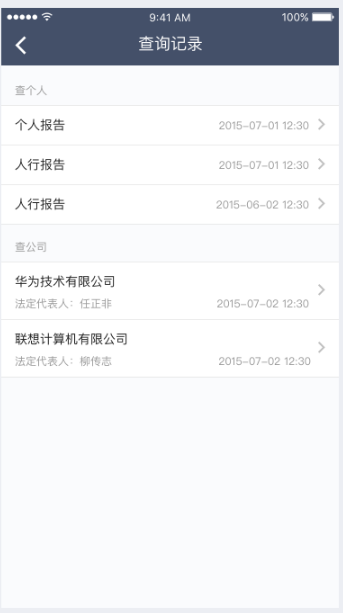 9:41 AM 100%
查询记录
查个人
个人报告 2015-07-01 12:30
人行报告 2015-07-01 12:30
人行报告 2015-06-02 12:30
查公司
华为技术有限公司
法定代表人：任正非 2015-07-02 12:30
联想计算机有限公司
法定代表人：柳传志 2015-07-02 12:30